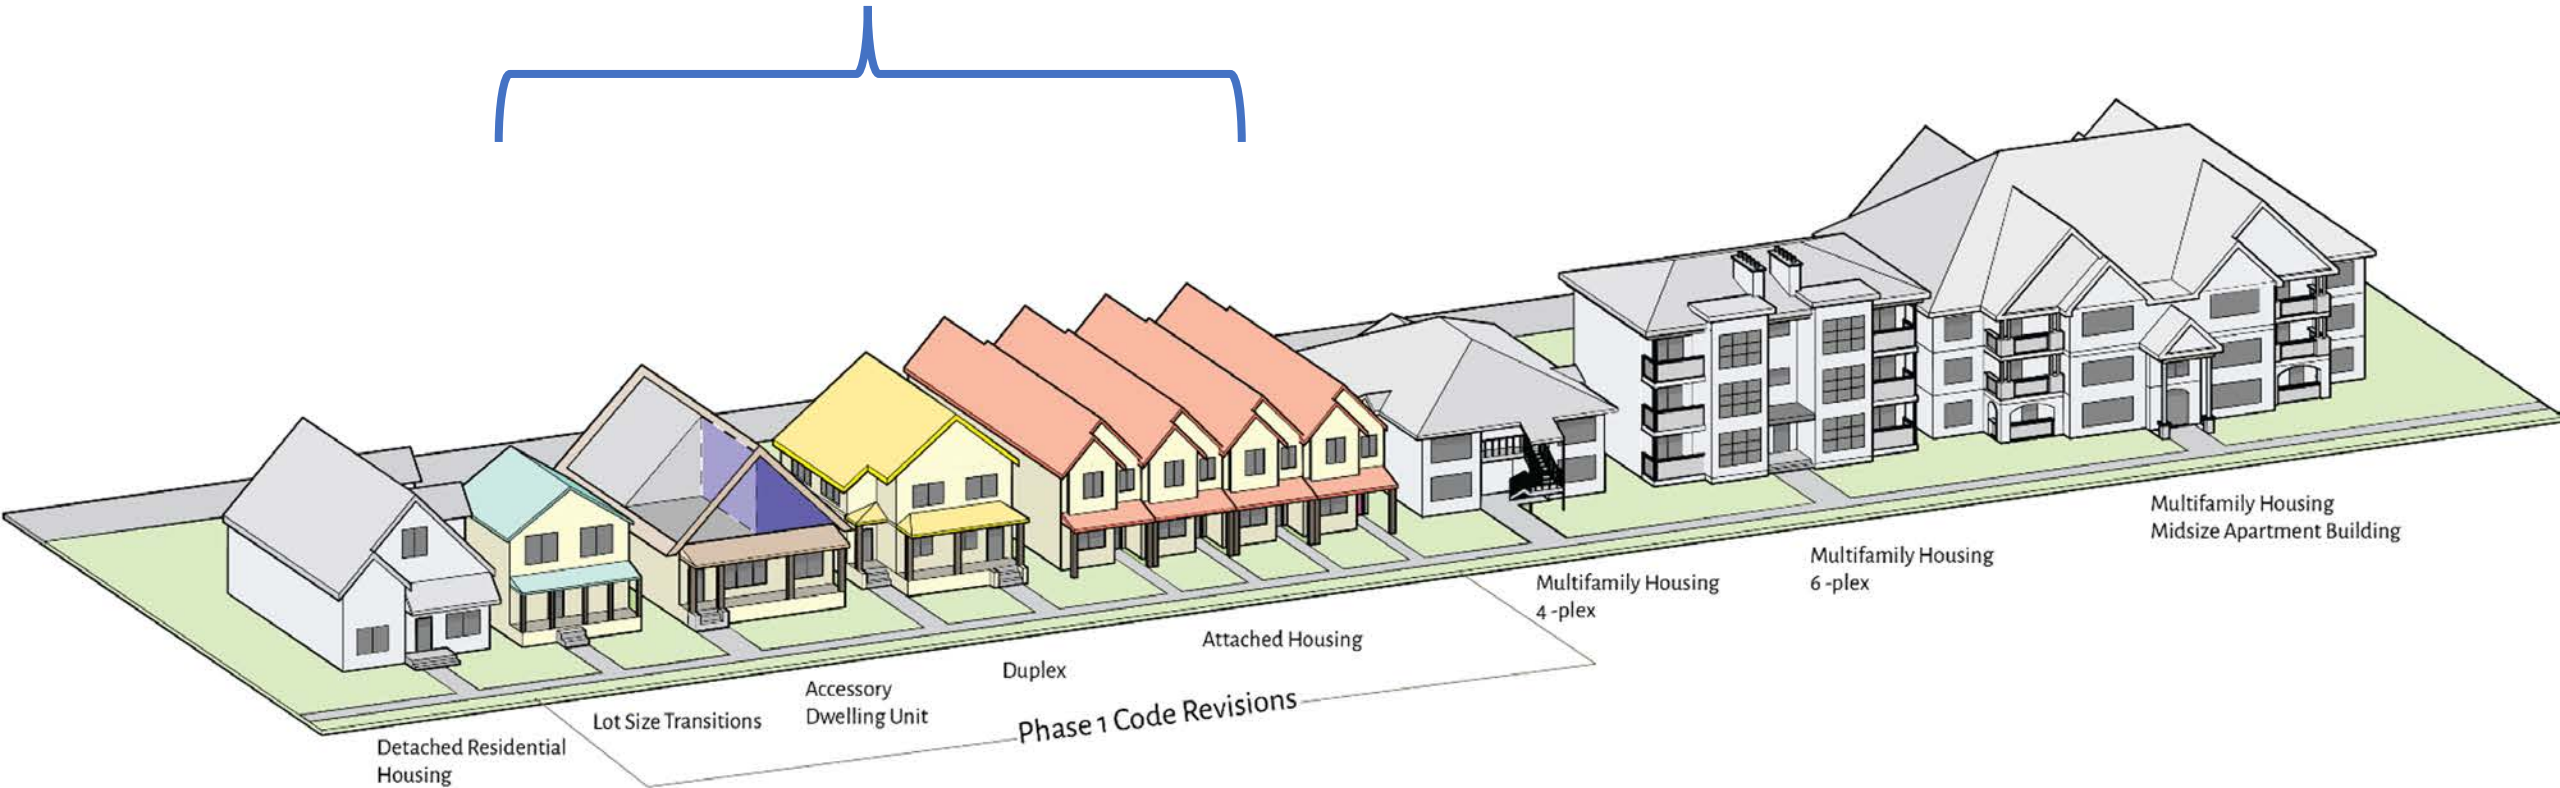 Detached Residential
Housing
Lot Size Transitions
Accessory
Dwelling Unit
Duplex
Attached Housing
Phase 1 Code Revisions
Multifamily Housing
4 -plex
Multifamily Housing
6 -plex
Multifamily Housing
Midsize Apartment Building